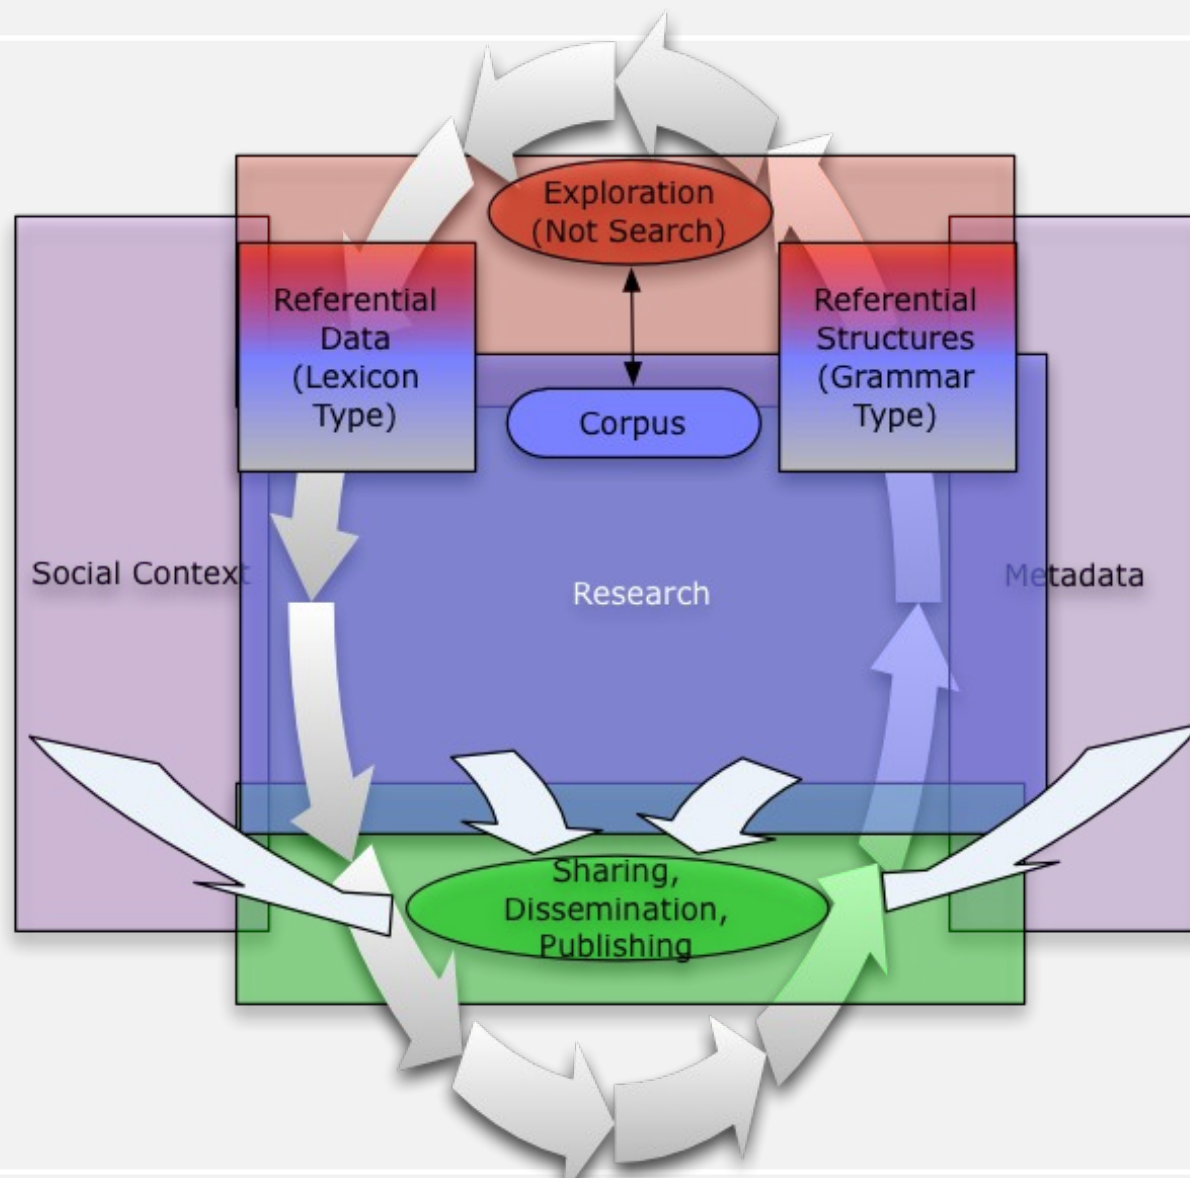 Exploration
(Not Search)
Referential
Data
(Lexicon
Type)
Referential
Structures
(Grammar
Type)
Corpus
Social Context
Research
Metadata
Sharing,
Dissemination,
Publishing